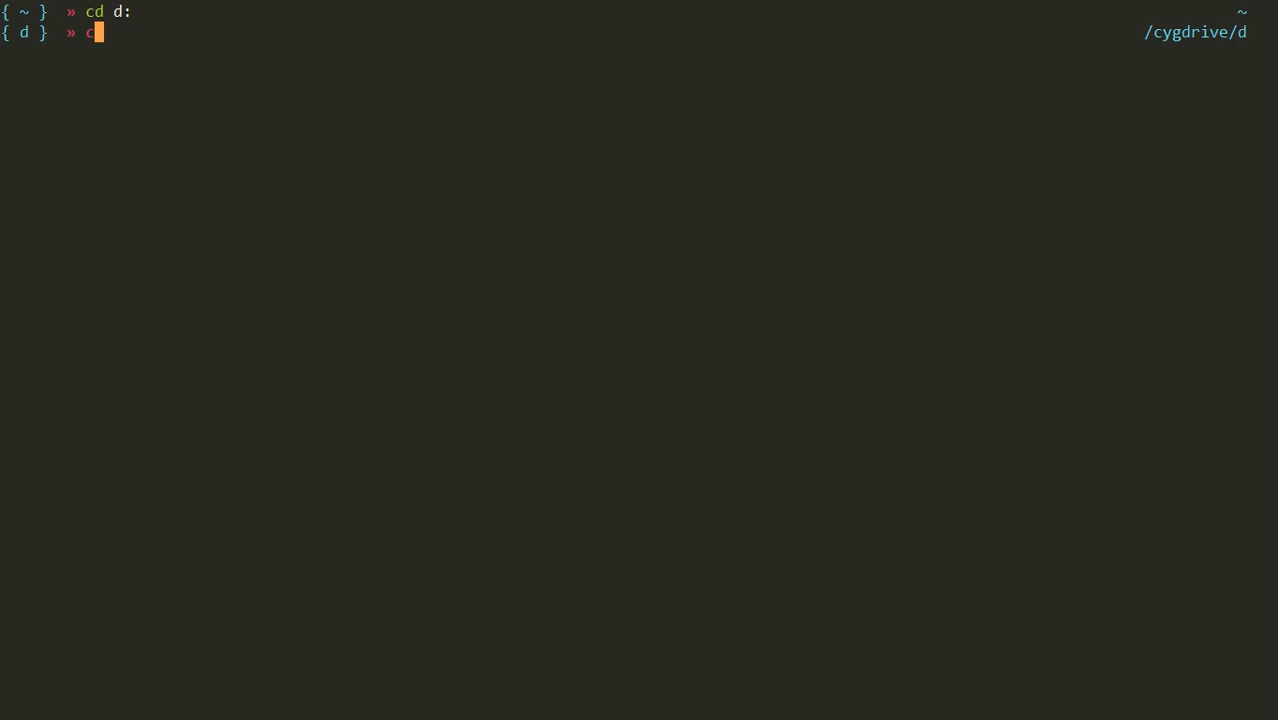 { ~ }  » cd d: ~
{ d }  » c /cygdrive/d